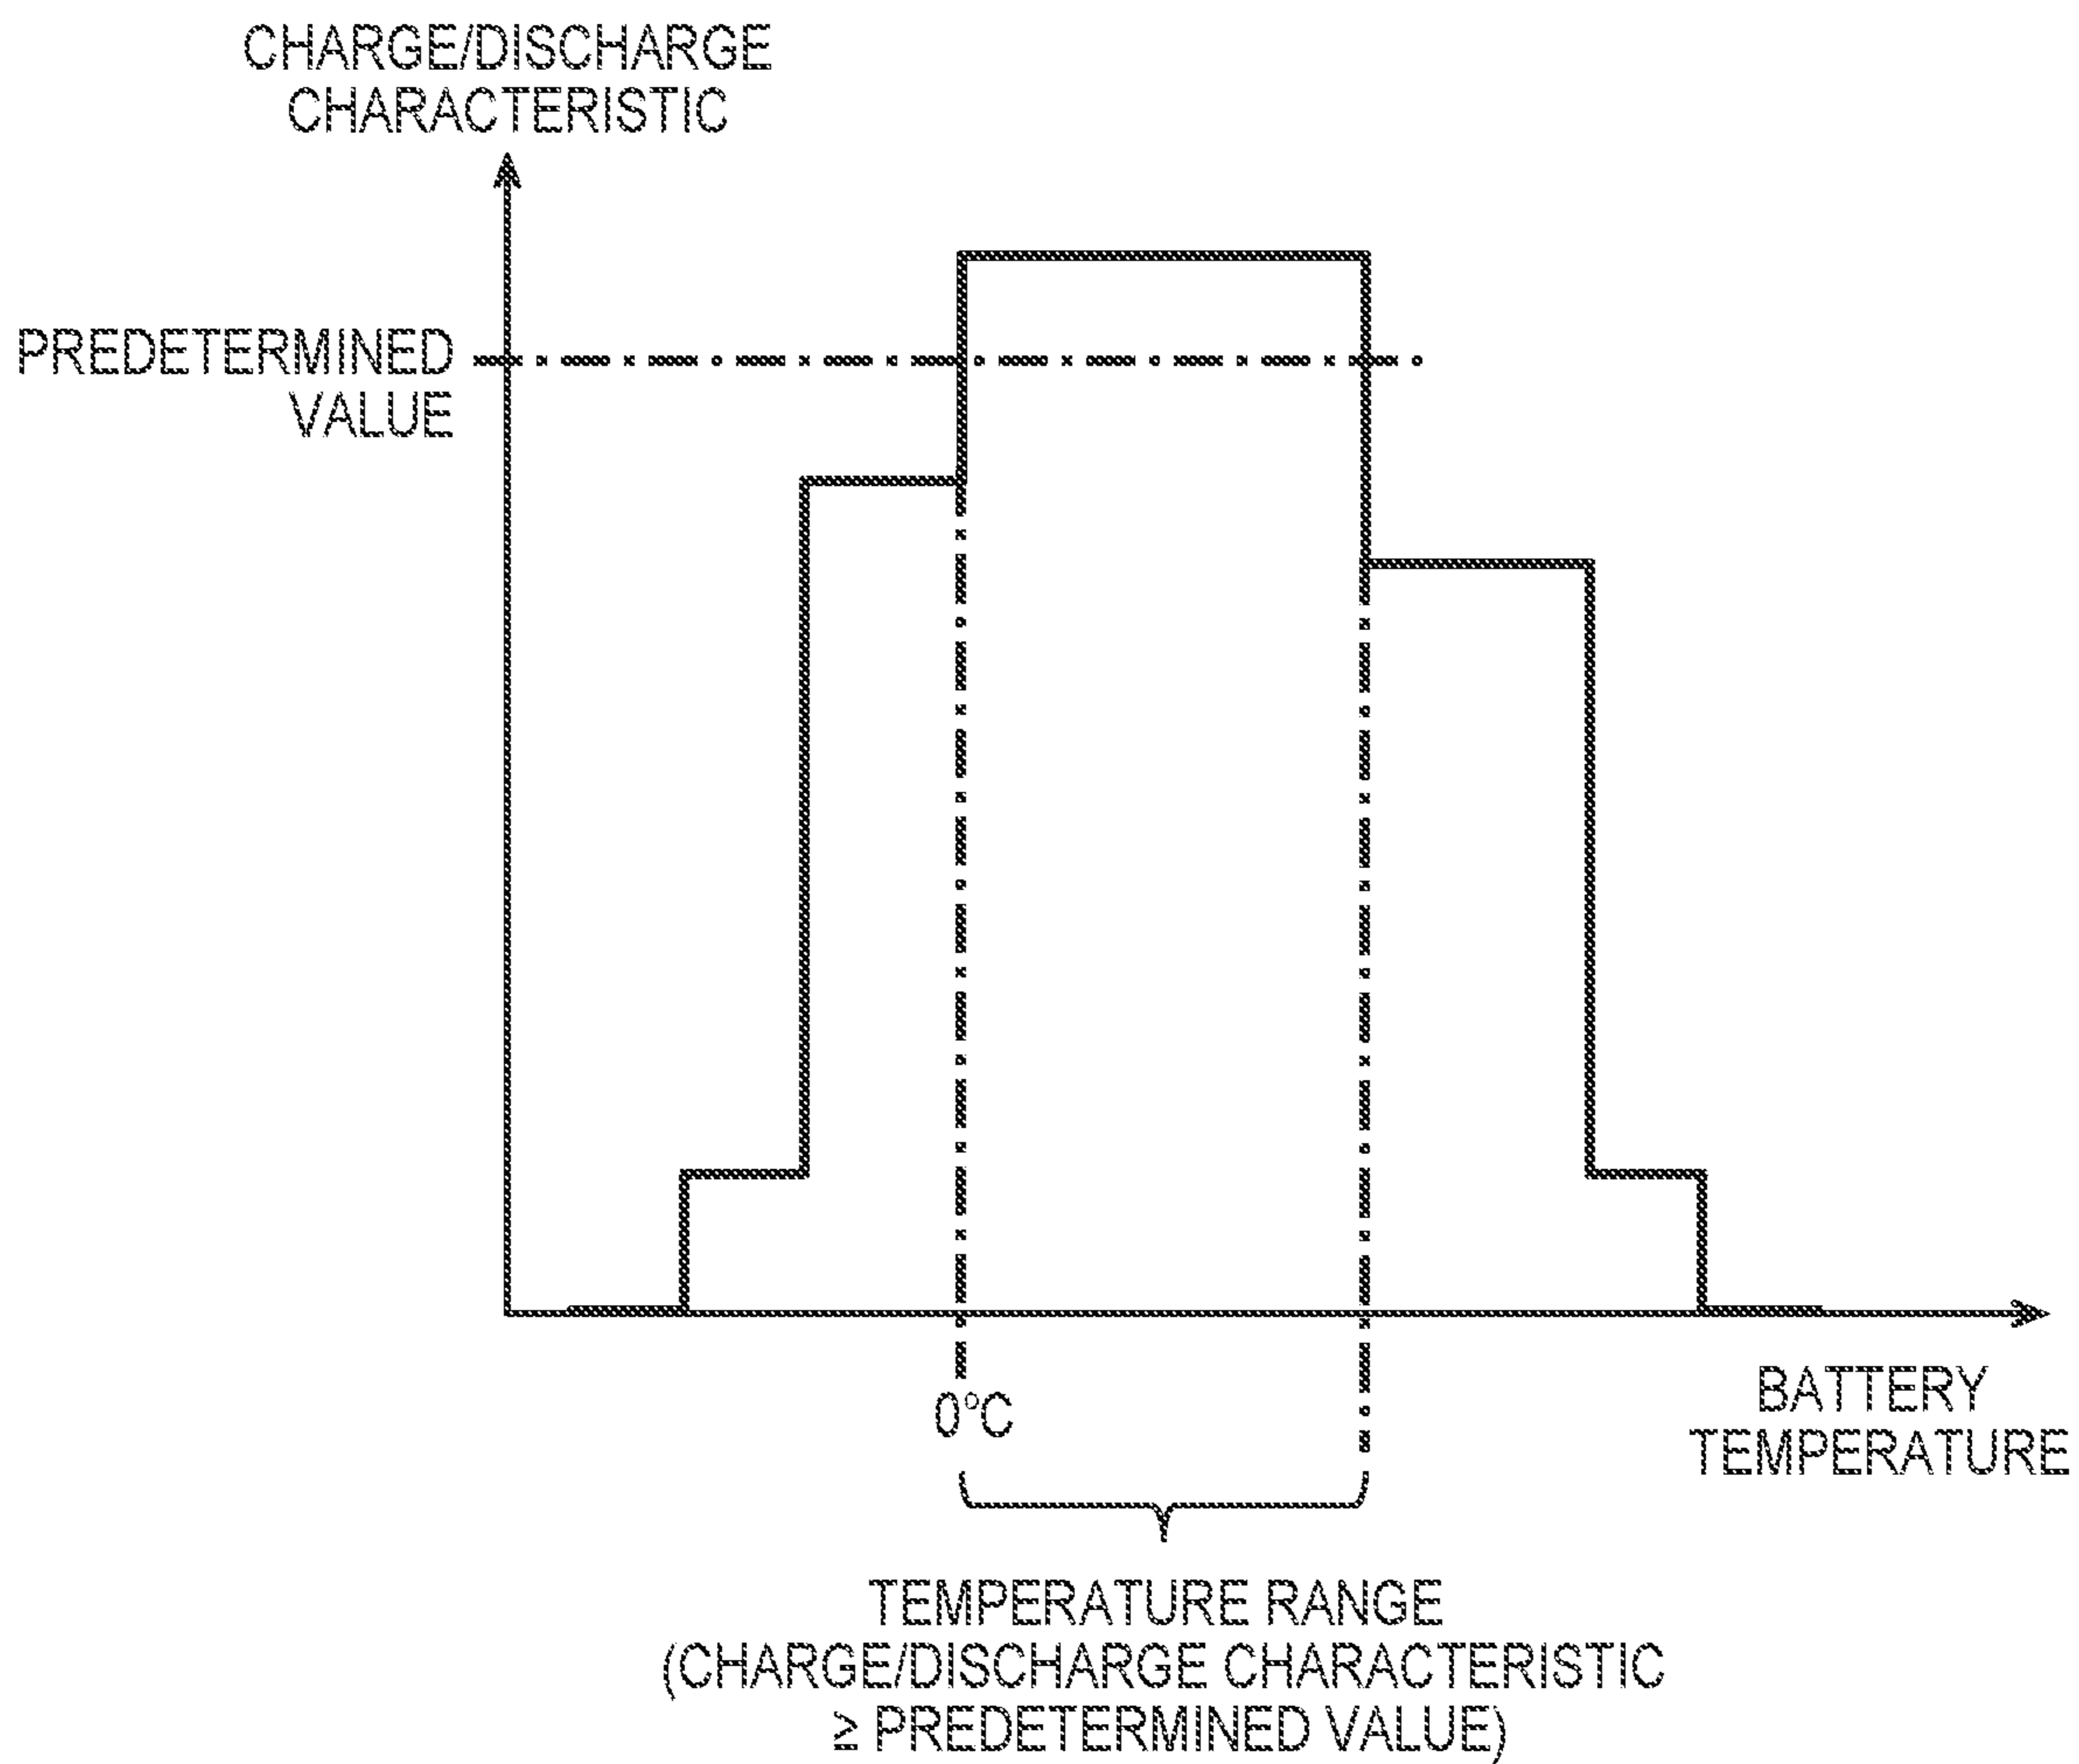 CHARGE/DISCHARGE
CHARACTERISTIC
PREDETERMINED
VALUE
0°C
BATTERY
TEMPERATURE
TEMPERATURE RANGE
(CHARGE/DISCHARGE CHARACTERISTIC
≥ PREDETERMINED VALUE)